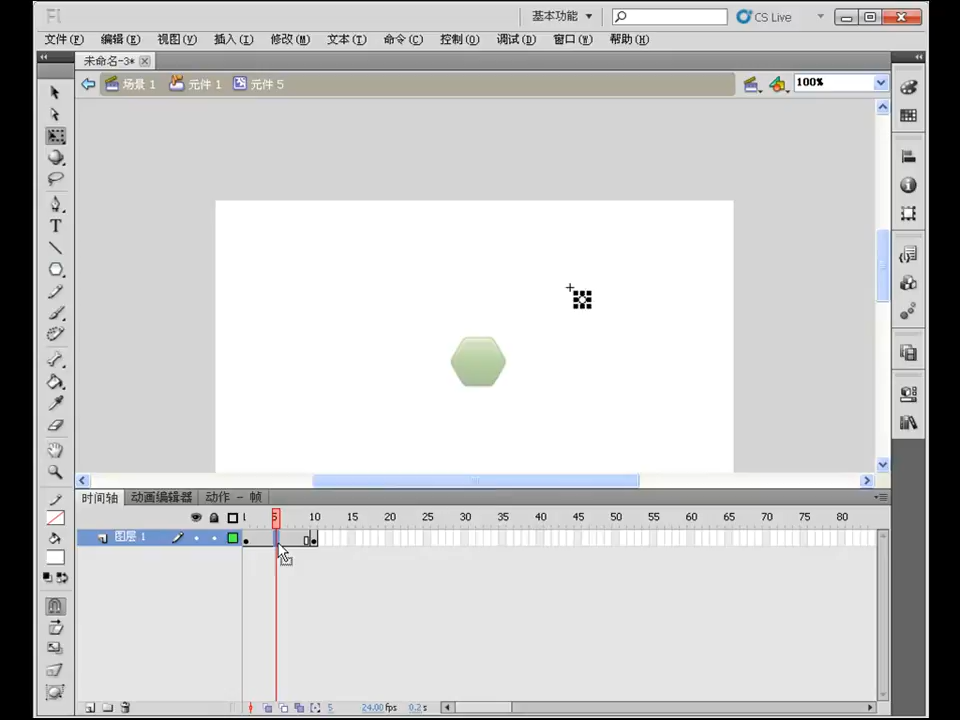 Fl 基本功能 CS Live
文件(F) 编辑(E) 视图(V) 插入(I) 修改(M) 文本(T) 命令(C) 控制(O) 调试(D) 窗口(W) 帮助(H)
未命名-3*
场景 1 元件 1 元件 5 100%
T
时间轴 动画编辑器 动作 - 帧
1 5 10 15 20 25 30 35 40 45 50 55 60 65 70 75 80
图层 1
5 24.00fps 0.2s